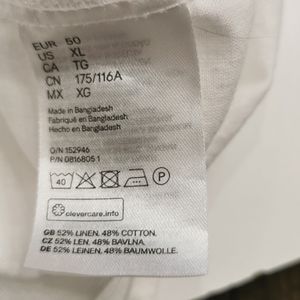 EUR 50
US XL
CA TG
CN 175/116A
MX XG
Made in Bangladesh
Fabriqué en Bangladesh
Hecho en Bangladesh
O/N 152946
P/N 0816805 1
40
P
clevercare.info
GB 52% LINEN. 48% COTTON.
CZ 52% LEN. 48% BAVLNA.
DE 52% LEINEN. 48% BAUMWOLLE.